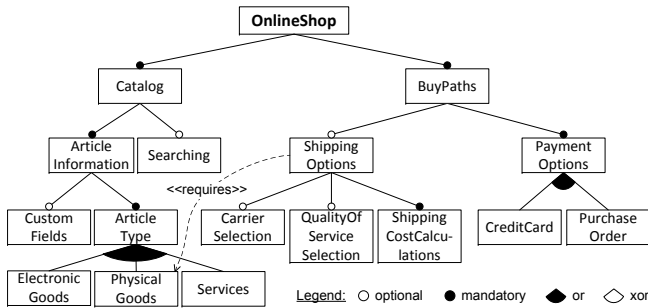 OnlineShop
Catalog
BuyPaths
Article
Information
Searching
Shipping
Options
Payment
Options
<<requires>>
Custom
Fields
Article
Type
Carrier
Selection
QualityOf
Service
Selection
Shipping
CostCalcu-
lations
CreditCard
Purchase
Order
Electronic
Goods
Physical
Goods
Services
Legend: optional mandatory or xor